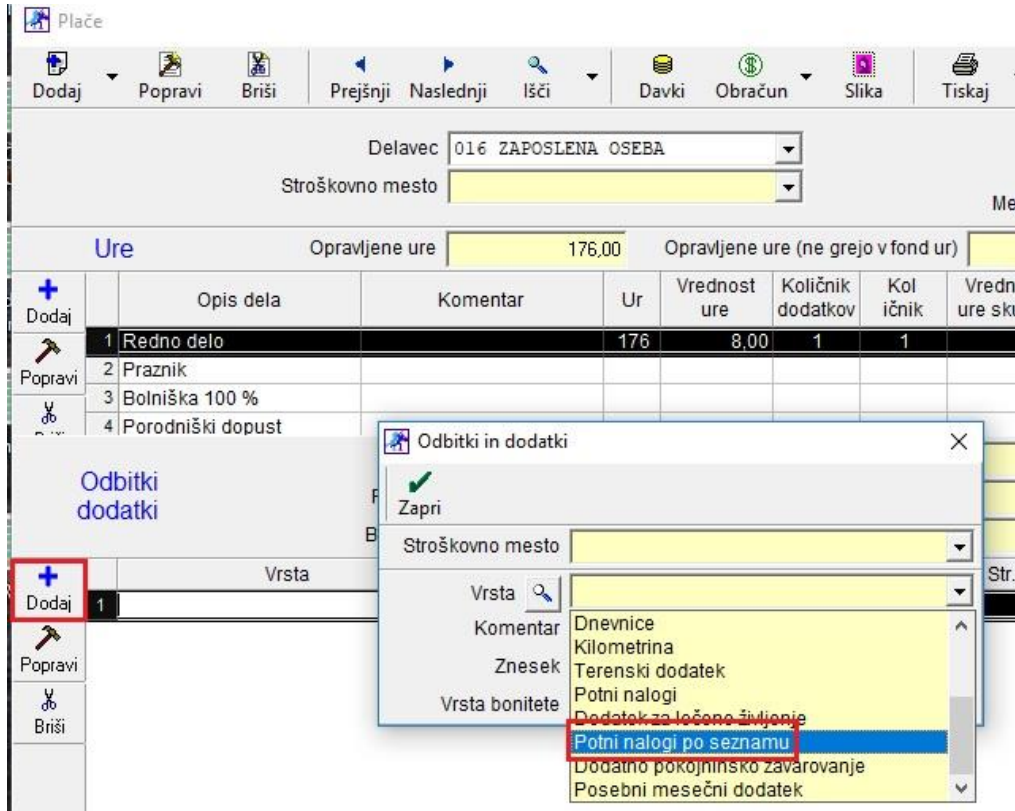 Plače
Dodaj Popravi Briši Prejšnji Naslednji Išči Davki Obračun Slika Tiskaj
Delavec 016 ZAPOSLENA OSEBA
Stroškovno mesto
Ure Opravljene ure 176,00 Opravljene ure (ne grejo v fond ur)
Dodaj Opis dela Komentar Ur Vrednost ure Količnik dodatkov Kol ičnik
1 Redno delo 176 8,00 1 1
Popravi
2 Praznik
3 Bolniška 100 %
4 Porodniški dopust
Odbitki in dodatki
Odbitki
dodatki
Zapri
Stroškovno mesto
Dodaj Vrsta Str.
1
Vrsta
Komentar
Znesek
Vrsta bonitete
Dnevnice
Kilometrina
Terenski dodatek
Potni nalogi
Dodatek za ločeno življenje
Potni nalogi po seznamu
Dodatno pokojninsko zavarovanje
Posebni mesečni dodatek
Popravi
Briši